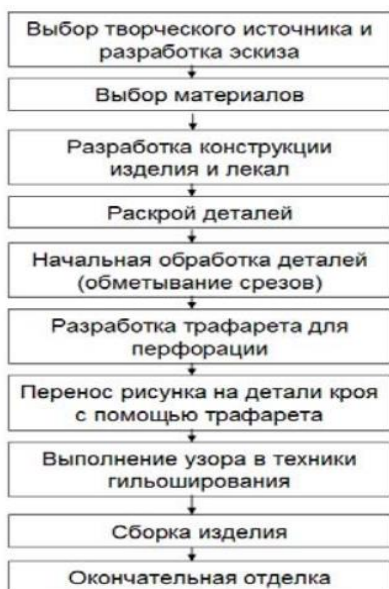 Выбор творческого источника и
разработка эскиза
Выбор материалов
Разработка конструкции
изделия и лекал
Раскрой деталей
Начальная обработка деталей
(обметывание срезов)
Разработка трафарета для
перфорации
Перенос рисунка на детали кроя
с помощью трафарета
Выполнение узора в техники
гильоширования
Сборка изделия
Окончательная отделка